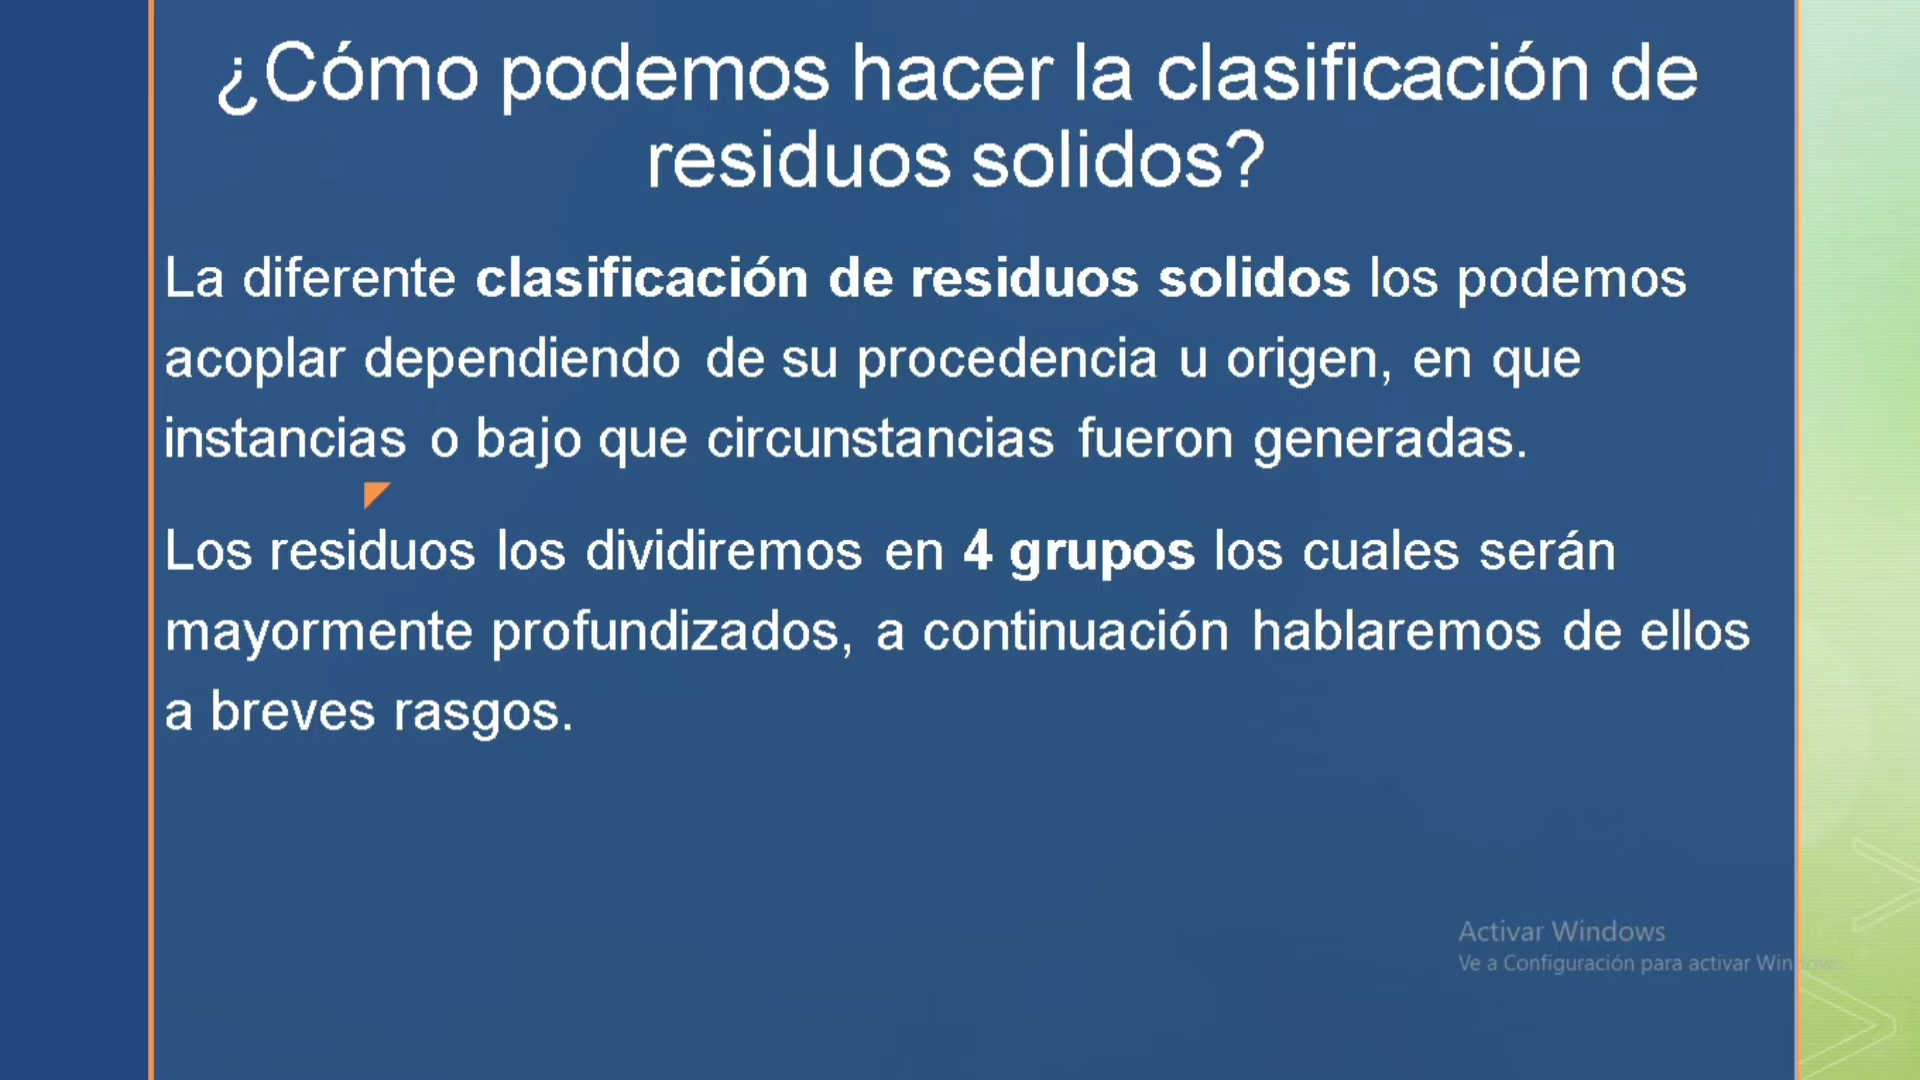 ¿Cómo podemos hacer la clasificación de
residuos solidos?
La diferente clasificación de residuos solidos los podemos
acoplar dependiendo de su procedencia u origen, en que
instancias o bajo que circunstancias fueron generadas.
Los residuos los dividiremos en 4 grupos los cuales serán
mayormente profundizados, a continuación hablaremos de ellos
a breves rasgos.
Activar Windows
Ve a Configuración para activar Windows.